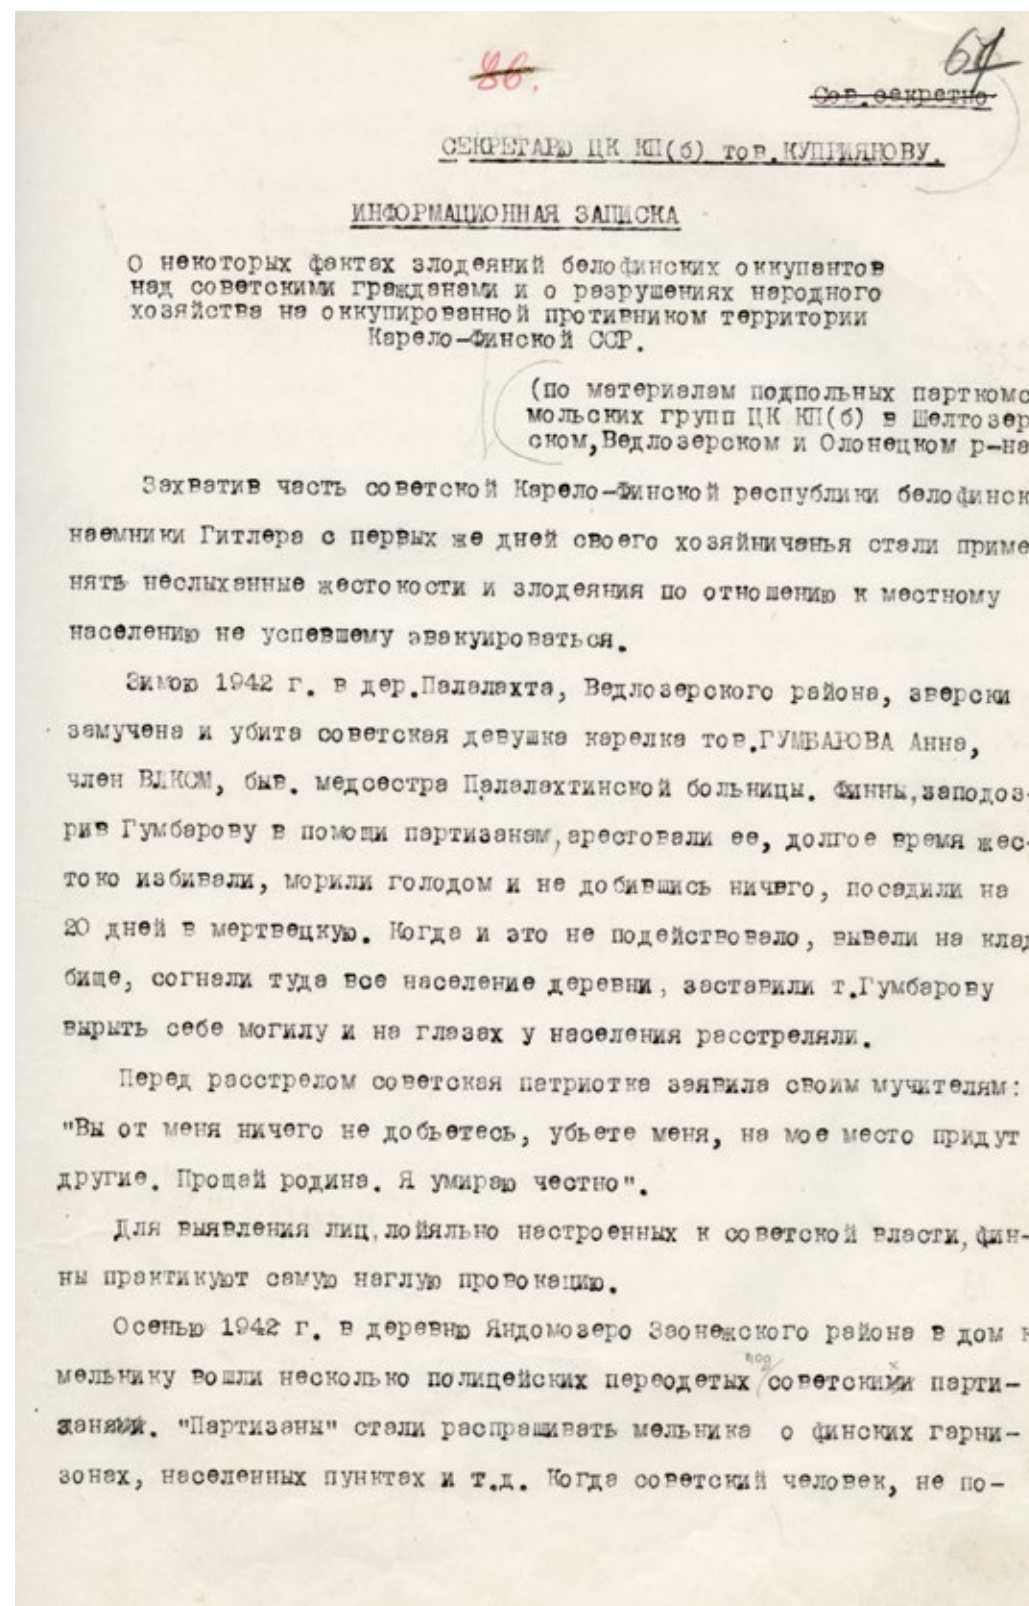 86.
67
Сов.секретно
СЕКРЕТАРЮ ЦК КП(б) тов.КУПРИЯНОВУ.
ИНФОРМАЦИОННАЯ ЗАПИСКА
О некоторых фактах злодеяний белофинских оккупантов
над советскими гражданами и о разрушениях народного
хозяйства на оккупированной противником территории
Карело-Финской ССР.
(по материалам подпольных парткомс
мольских групп ЦК КП(б) в Шелтозер
ском,Ведлозерском и Олонецком р-на
Захватив часть советской Карело-Финской республики белофинск
наемники Гитлера с первых же дней своего хозяйничанья стали приме
нять неслыханные жестокости и злодеяния по отношению к местному
населению не успевшему эвакуироваться.
Зимою 1942 г. в дер.Палалахта, Ведлозерского района, зверски
замучена и убита советская девушка карелка тов.ГУМБАРОВА Анна,
член ВЛКСМ, быв. медсестра Палалахтинской больницы. Финны,заподоз-
рив Гумбарову в помощи партизанам,арестовали ее, долгое время жес-
токо избивали, морили голодом и не добившись ничего, посадили на
20 дней в мертвецкую. Когда и это не подействовало, вывели на клад
бище, согнали туда все население деревни, заставили т.Гумбарову
вырыть себе могилу и на глазах у населения расстреляли.
Перед расстрелом советская патриотка заявила своим мучителям:
"Вы от меня ничего не добьетесь, убьете меня, на мое место придут
другие. Прощай родина. Я умираю честно".
Для выявления лиц,лойяльно настроенных к советской власти,фин-
ны практикуют самую наглую провокацию.
Осенью 1942 г. в деревню Яндомозеро Заонежского района в дом к
мельнику вошли несколько полицейских переодетых под советских парти-
зан. "Партизаны" стали распрашивать мельника о финских гарни-
зонах, населенных пунктах и т.д. Когда советский человек, не по-